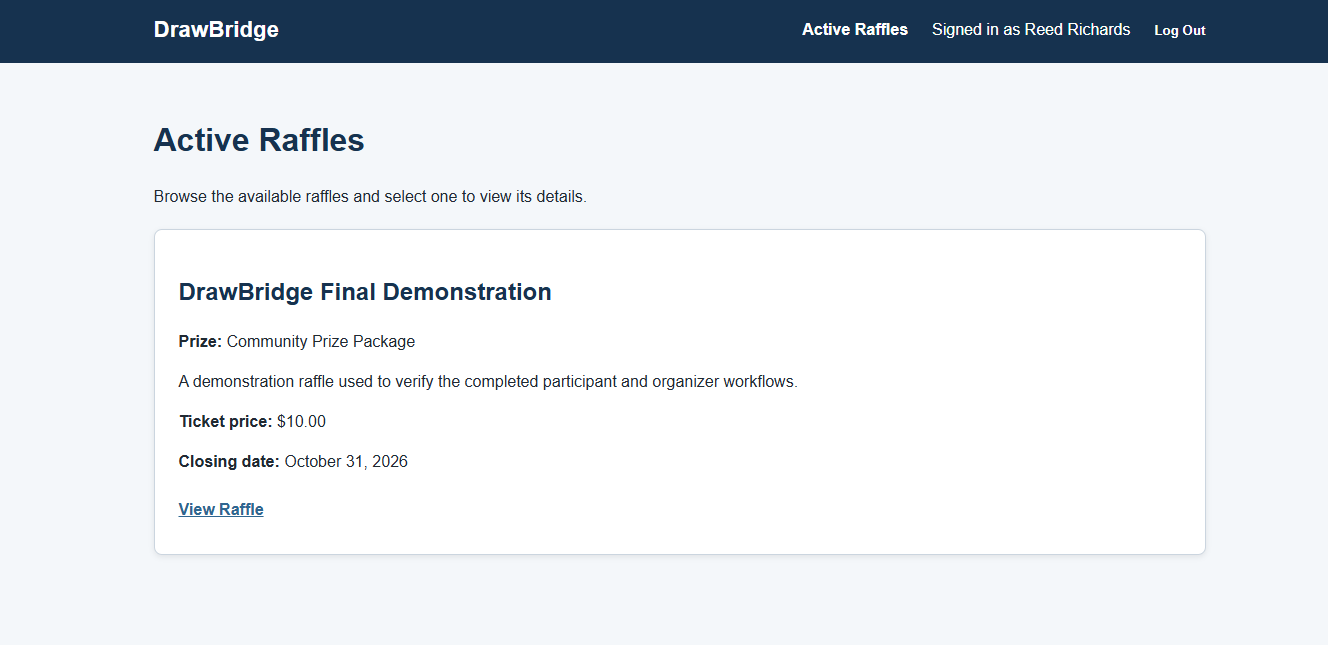 DrawBridge
Active Raffles
Signed in as Reed Richards
Log Out
Active Raffles
Browse the available raffles and select one to view its details.
DrawBridge Final Demonstration
Prize: Community Prize Package
A demonstration raffle used to verify the completed participant and organizer workflows.
Ticket price: $10.00
Closing date: October 31, 2026
View Raffle